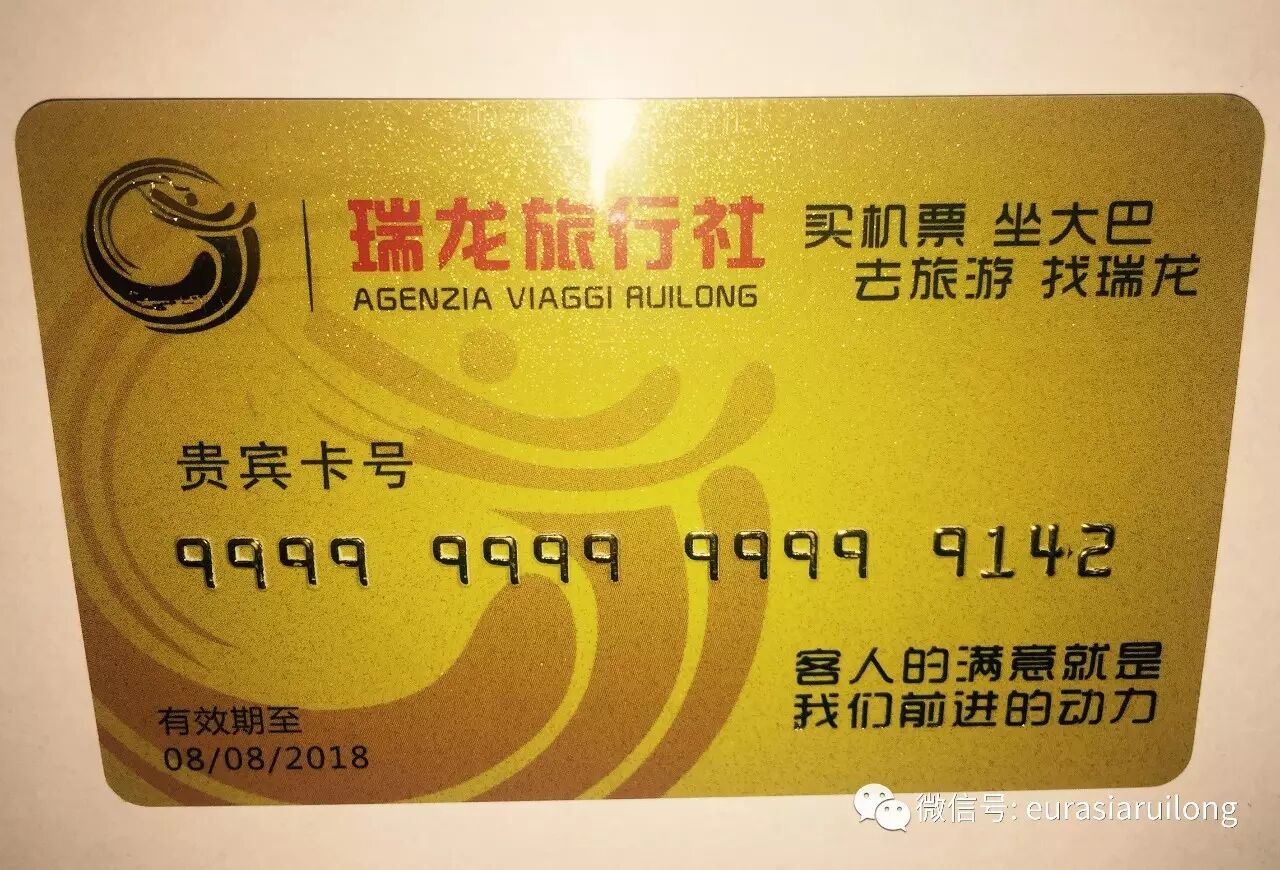 瑞龙旅行社
AGENZIA VIAGGI RUILONG
买机票 坐大巴
去旅游 找瑞龙
贵宾卡号
9999 9999 9999 9142
客人的满意就是
我们前进的动力
有效期至
08/08/2018
微信号: eurasiaruilong